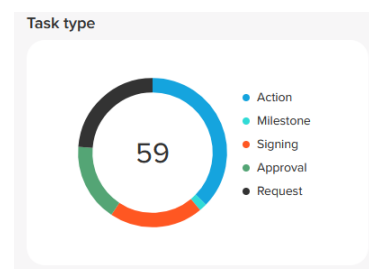 Task type
59
Action
Milestone
Signing
Approval
Request